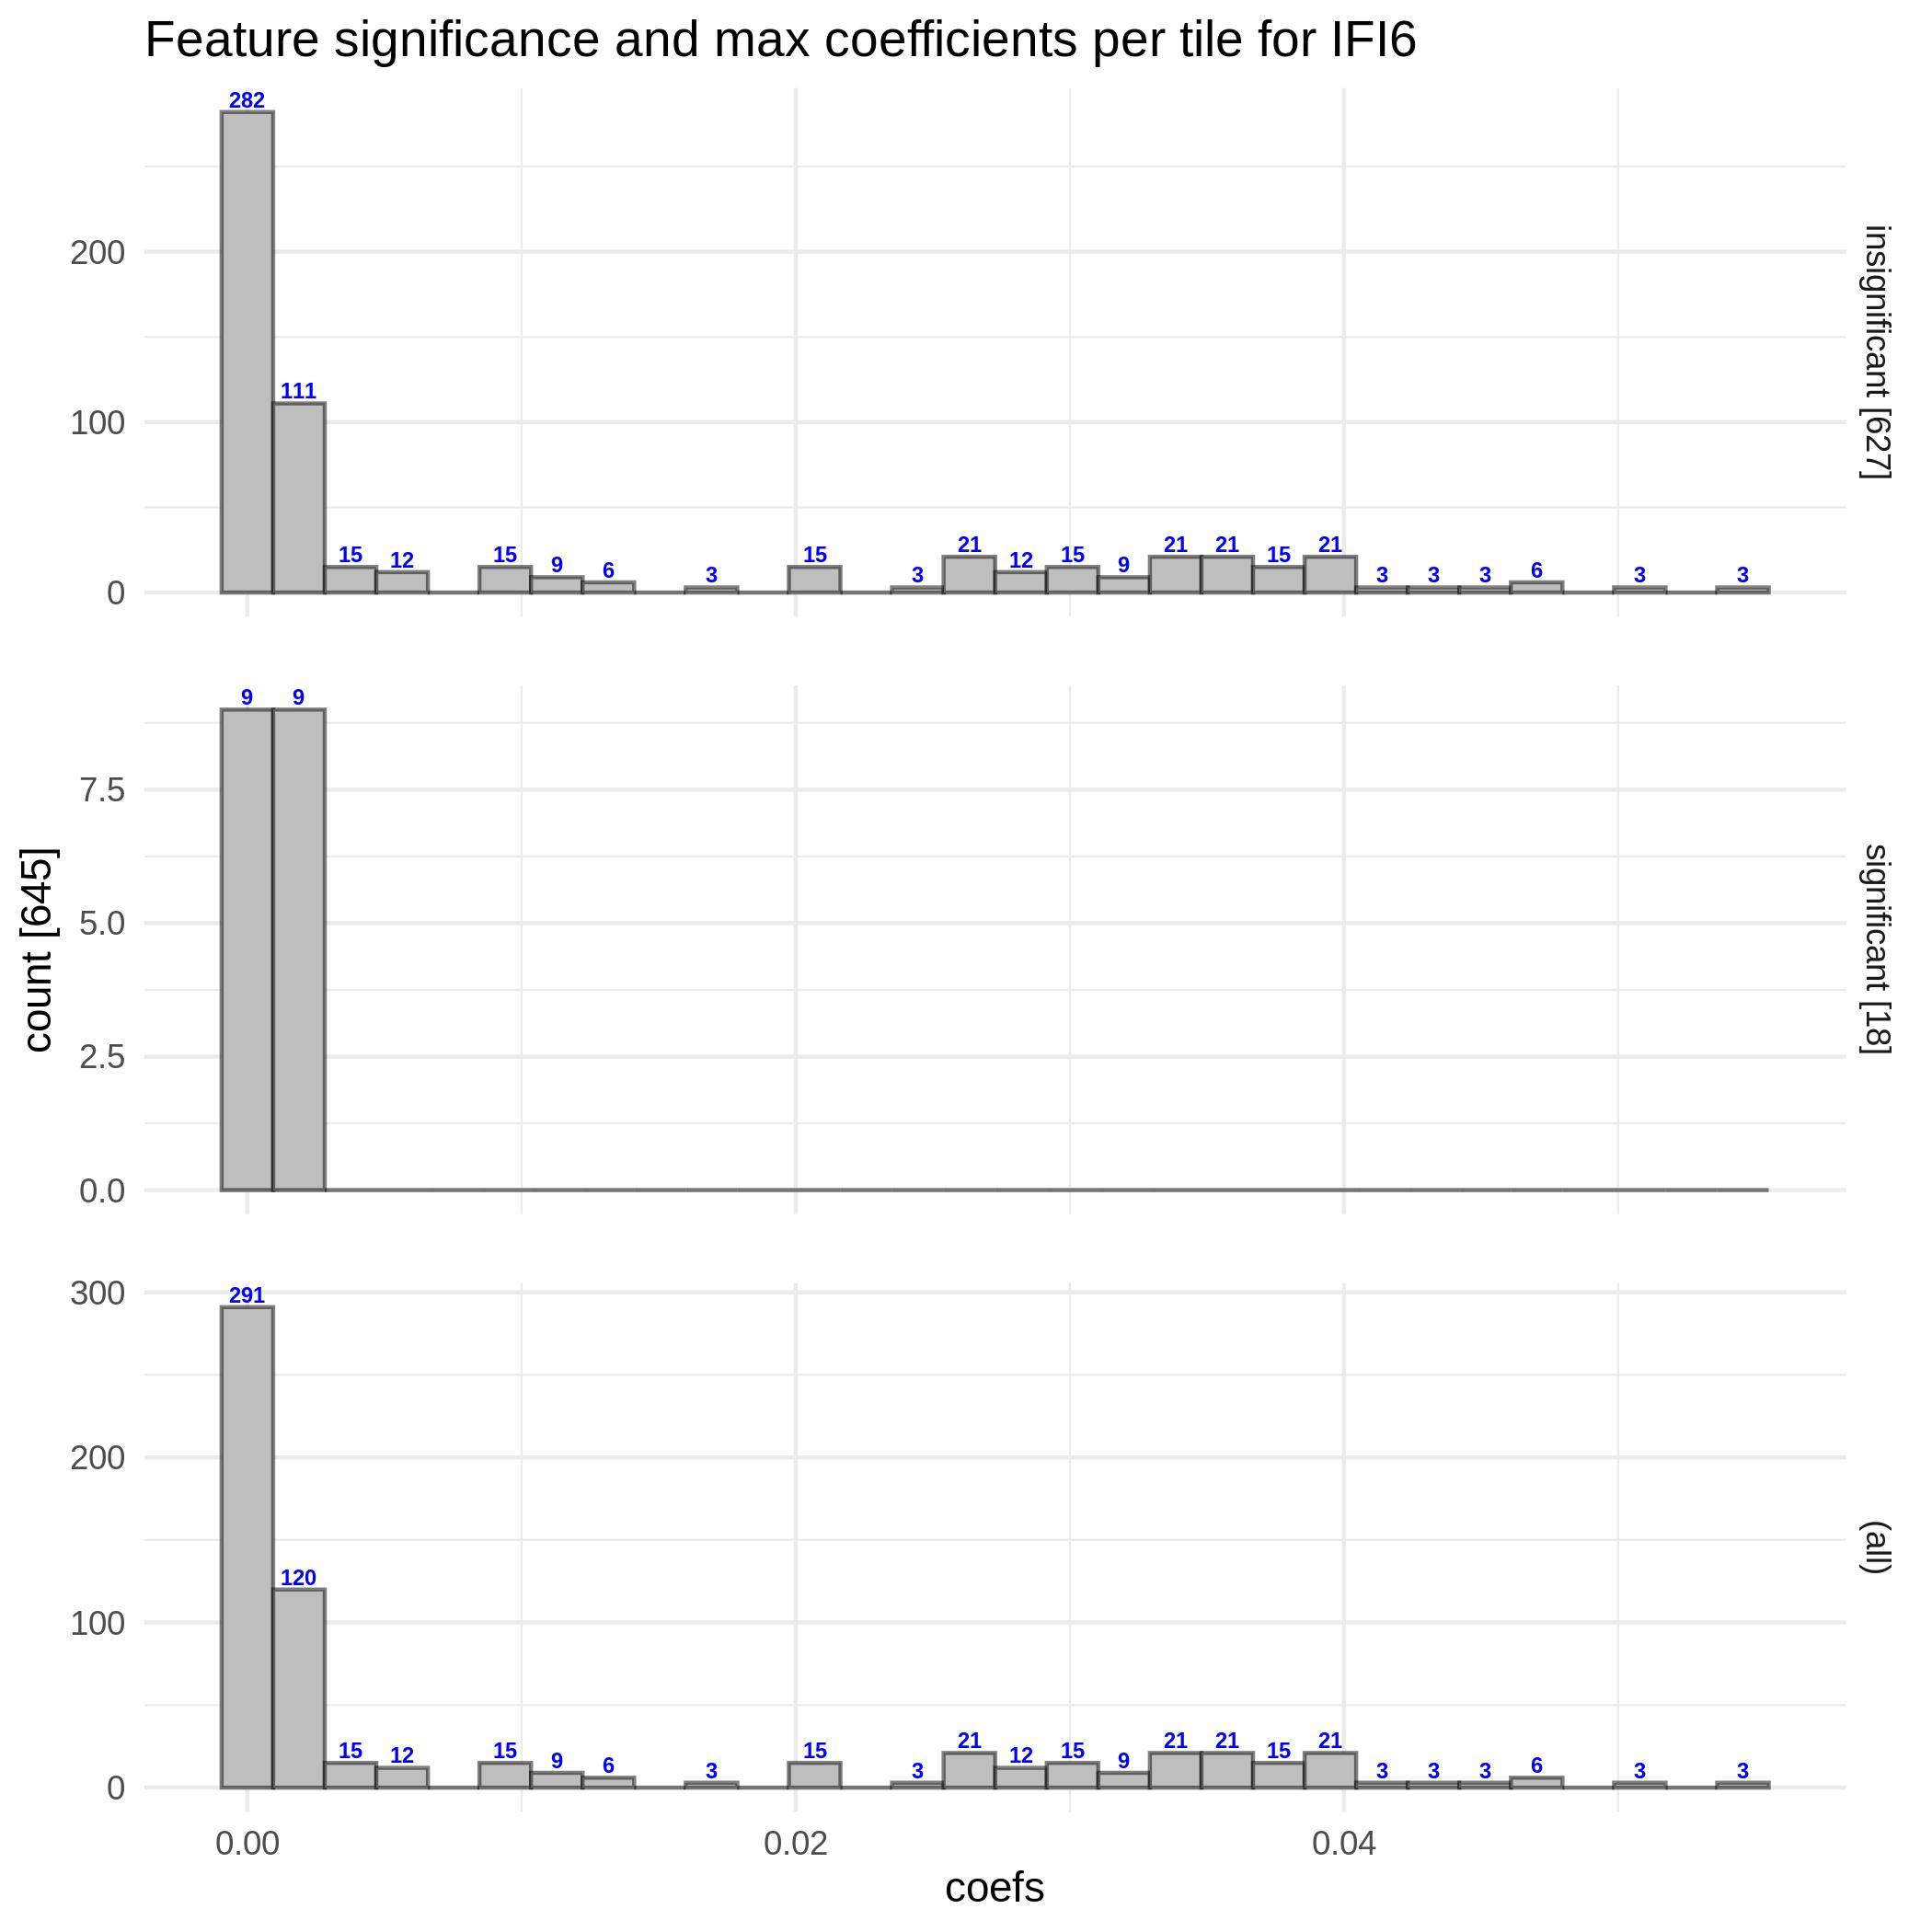 Feature significance and max coefficients per tile for IFI6
282
111
15 12 15 9 6 3 15 3 21 12 15 9 21 21 15 21 3 3 3 6 3 3
200
100
0
insignificant [627]
9 9
7.5
5.0
2.5
0.0
significant [18]
count [645]
291
120
15 12 15 9 6 3 15 3 21 12 15 9 21 21 15 21 3 3 3 6 3 3
300
200
100
0
(all)
0.00 0.02 0.04
coefs